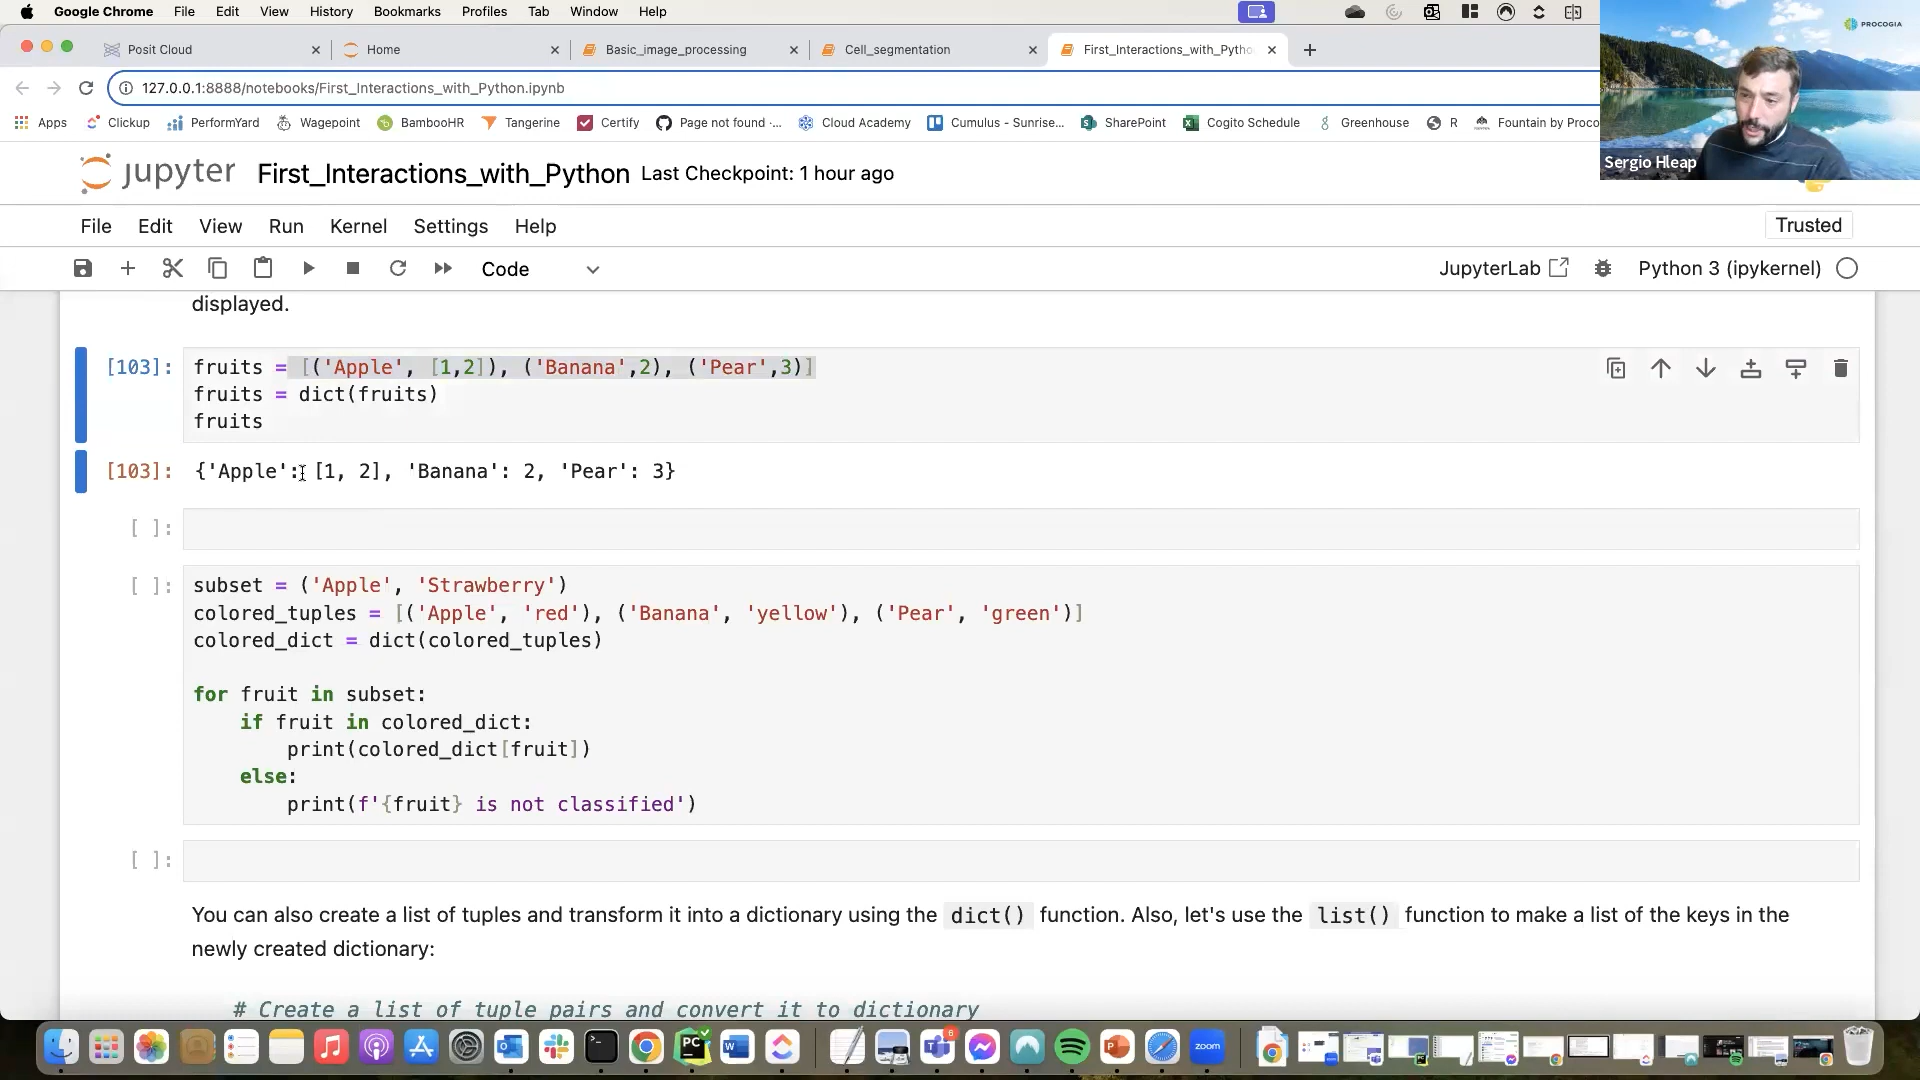 Google Chrome File Edit View History Bookmarks Profiles Tab Window Help
PROCOGIA
Posit Cloud Home Basic_image_processing Cell_segmentation First_Interactions_with_Pytho
127.0.0.1:8888/notebooks/First_Interactions_with_Python.ipynb
Apps Clickup PerformYard Wagepoint BambooHR Tangerine Certify Page not found -... Cloud Academy Cumulus - Sunrise... SharePoint Cogito Schedule Greenhouse R Fountain by Proco
Sergio Hleap
jupyter First_Interactions_with_Python Last Checkpoint: 1 hour ago
File Edit View Run Kernel Settings Help Trusted
Code JupyterLab Python 3 (ipykernel)
displayed.
[103]: fruits = [('Apple', [1,2]), ('Banana',2), ('Pear',3)]
fruits = dict(fruits)
fruits
[103]: {'Apple': [1, 2], 'Banana': 2, 'Pear': 3}
[ ]:
[ ]: subset = ('Apple', 'Strawberry')
colored_tuples = [('Apple', 'red'), ('Banana', 'yellow'), ('Pear', 'green')]
colored_dict = dict(colored_tuples)
for fruit in subset:
if fruit in colored_dict:
print(colored_dict[fruit])
else:
print(f'{fruit} is not classified')
[ ]:
You can also create a list of tuples and transform it into a dictionary using the dict() function. Also, let's use the list() function to make a list of the keys in the
newly created dictionary:
# Create a list of tuple pairs and convert it to dictionary
PC zoom